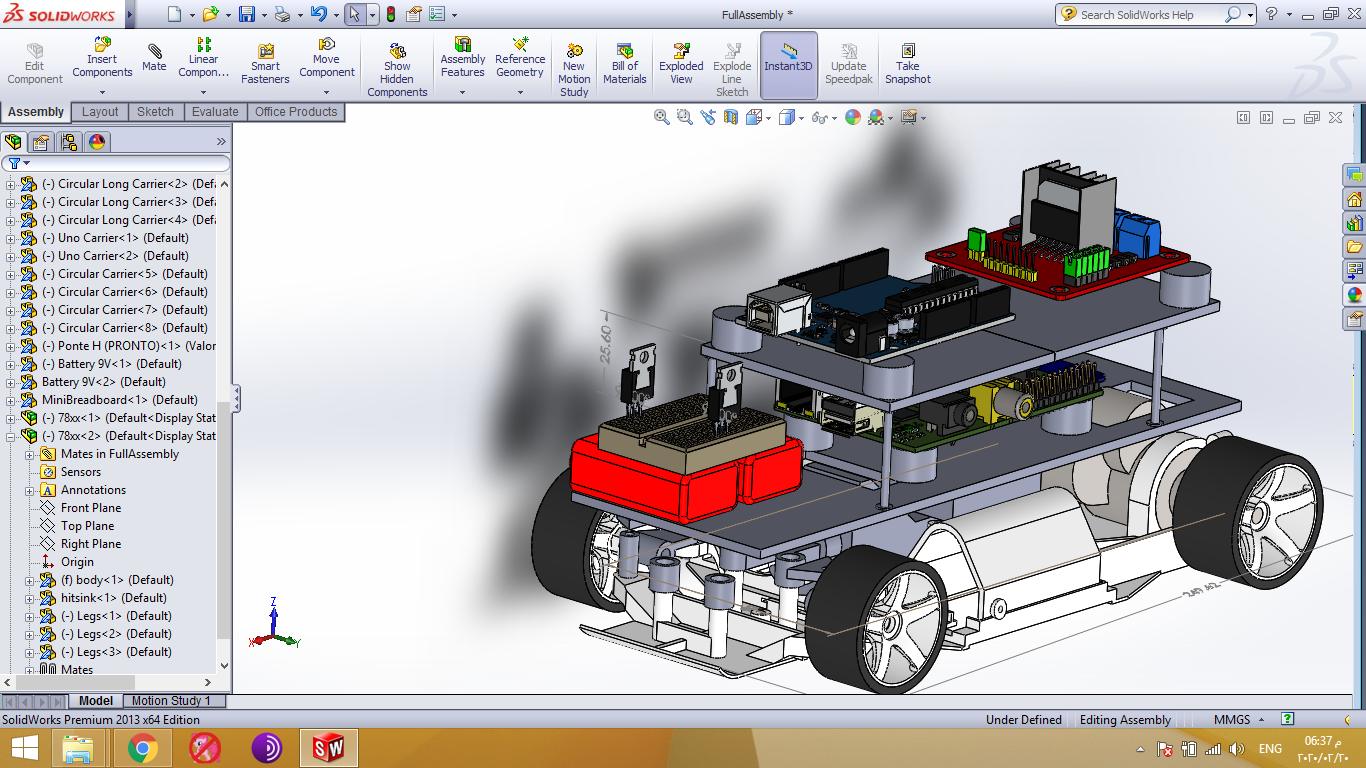 SOLIDWORKS
FullAssembly *
Search SolidWorks Help
Edit Component
Insert Components
Mate
Linear Compon...
Smart Fasteners
Move Component
Show Hidden Components
Assembly Features
Reference Geometry
New Motion Study
Bill of Materials
Exploded View
Explode Line Sketch
Instant3D
Update Speedpak
Take Snapshot
Assembly
Layout
Sketch
Evaluate
Office Products
(-) Circular Long Carrier<2> (Defa
(-) Circular Long Carrier<3> (Defa
(-) Circular Long Carrier<4> (Defa
(-) Uno Carrier<1> (Default)
(-) Uno Carrier<2> (Default)
(-) Circular Carrier<5> (Default)
(-) Circular Carrier<6> (Default)
(-) Circular Carrier<7> (Default)
(-) Circular Carrier<8> (Default)
(-) Ponte H (PRONTO)<1> (Valor
(-) Battery 9V<1> (Default)
Battery 9V<2> (Default)
MiniBreadboard<1> (Default)
(-) 78xx<1> (Default<Display Stat
(-) 78xx<2> (Default<Display Stat
Mates in FullAssembly
Sensors
Annotations
Front Plane
Top Plane
Right Plane
Origin
(f) body<1> (Default)
hitsink<1> (Default)
(-) Legs<1> (Default)
(-) Legs<2> (Default)
(-) Legs<3> (Default)
Mates
25.60
Z
X
Y
Model
Motion Study 1
SolidWorks Premium 2013 x64 Edition
Under Defined
Editing Assembly
MMGS
ENG
06:37 م
٢٠٢٠/٠٢/٢٠